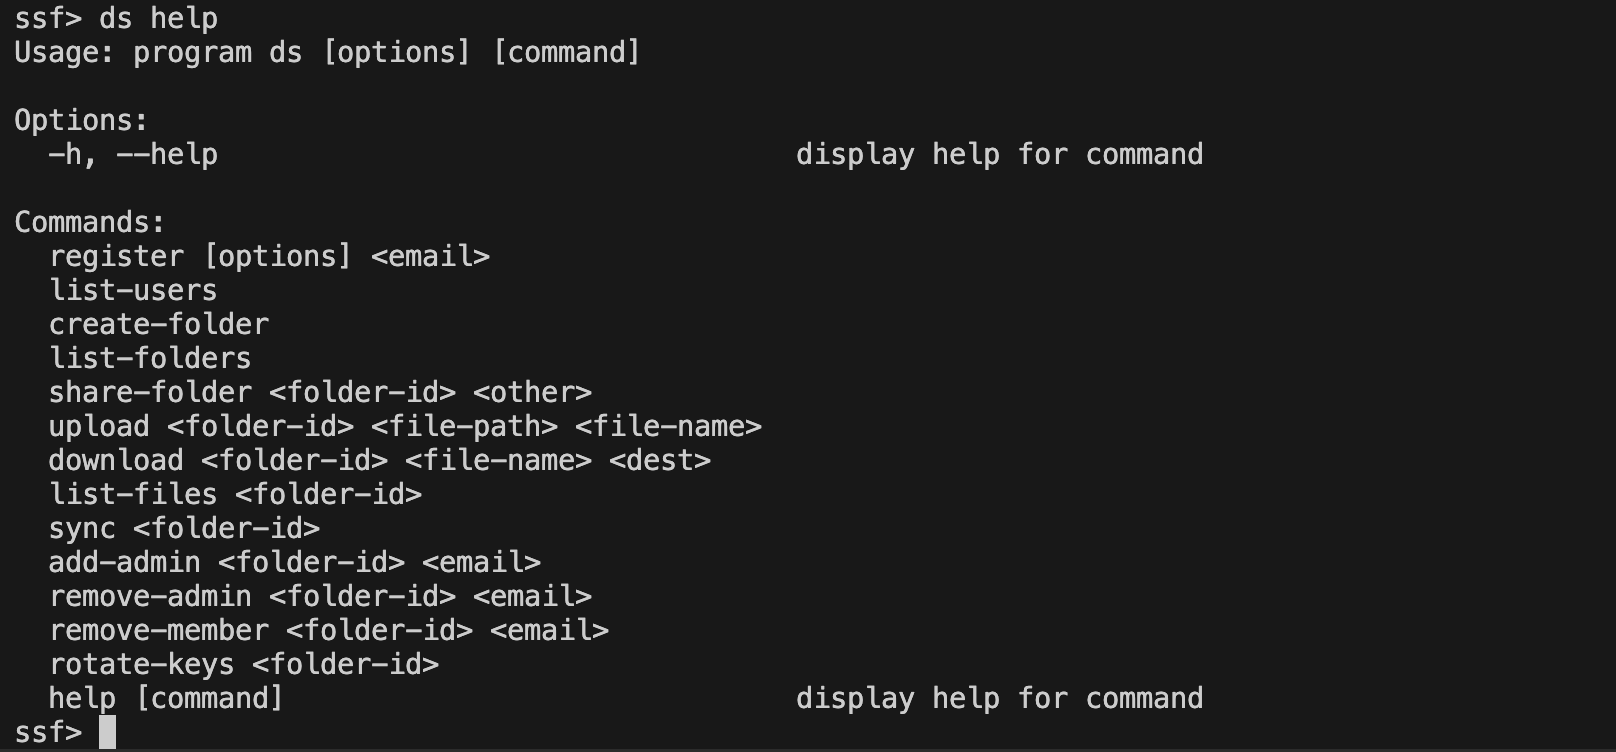 ssf> ds help
Usage: program ds [options] [command]

Options:
  -h, --help                                  display help for command

Commands:
  register [options] <email>
  list-users
  create-folder
  list-folders
  share-folder <folder-id> <other>
  upload <folder-id> <file-path> <file-name>
  download <folder-id> <file-name> <dest>
  list-files <folder-id>
  sync <folder-id>
  add-admin <folder-id> <email>
  remove-admin <folder-id> <email>
  remove-member <folder-id> <email>
  rotate-keys <folder-id>
  help [command]                              display help for command
ssf>